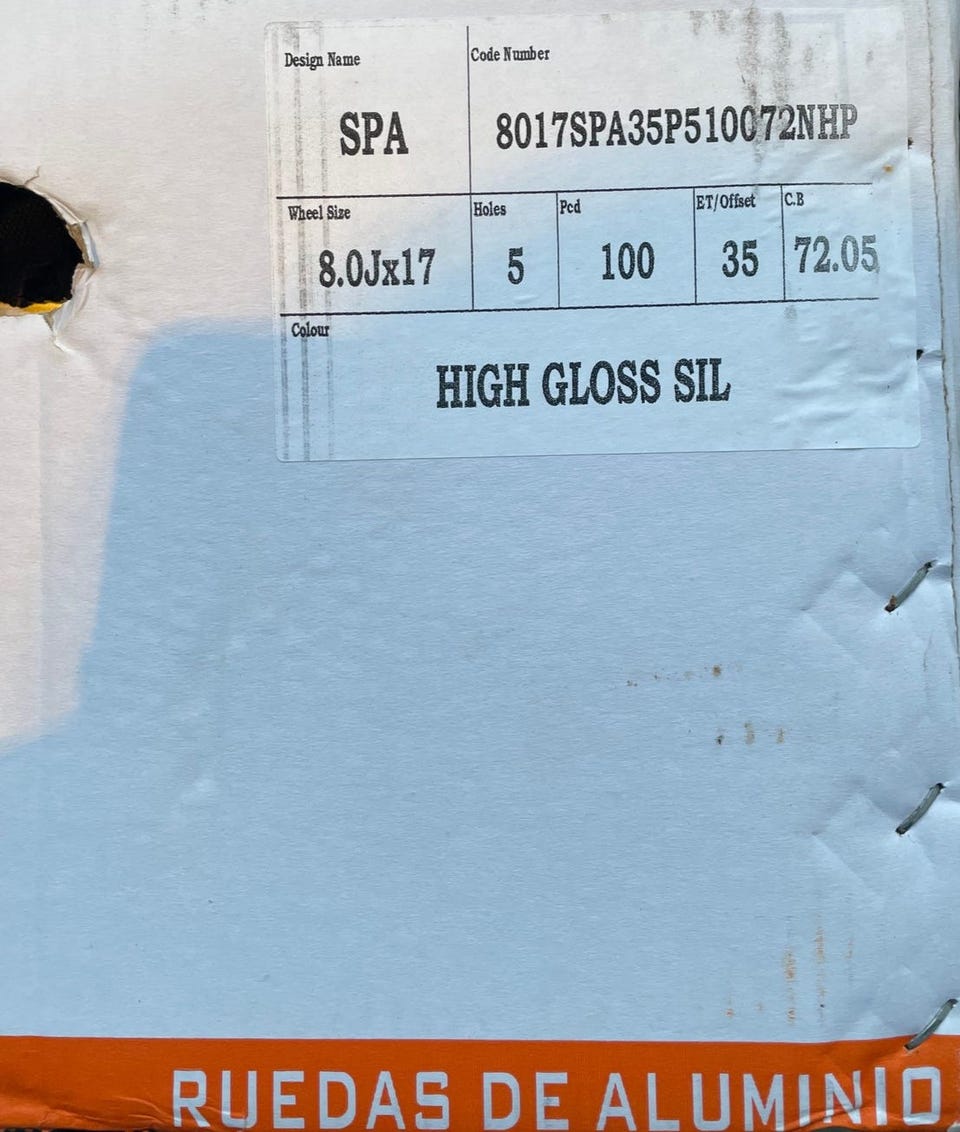 Design Name Code Number
SPA 8017SPA35P510072NHP
Wheel Size Holes Pcd ET/Offset C.B
8.0Jx17 5 100 35 72.05
Colour
HIGH GLOSS SIL
RUEDAS DE ALUMINIO